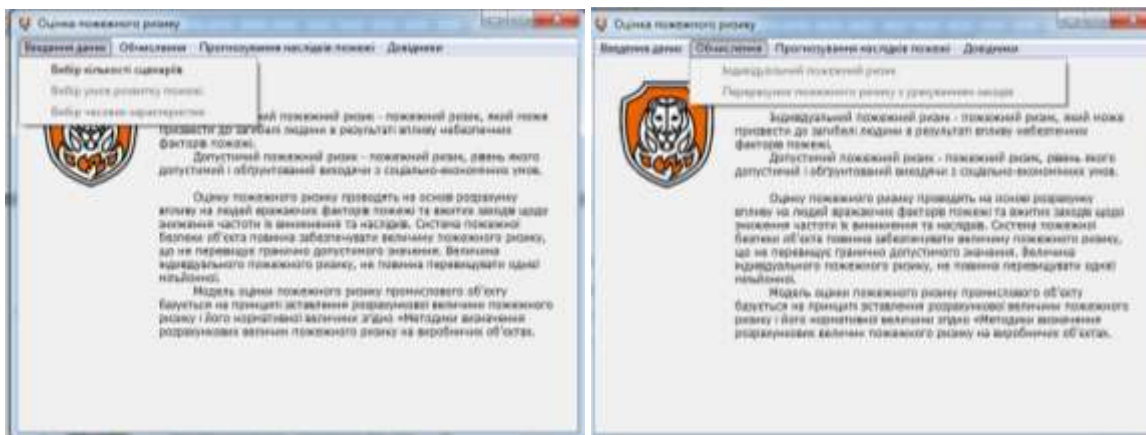 Оцінка пожежного ризику
Введення даних Обчислення Прогнозування наслідків пожежі Довідники
Вибір кількості сценаріїв
Вибір умов розвитку пожежі
Вибір часових характеристик
пожежний ризик - пожежний ризик, який може
призвести до загибелі людини в результаті впливу небезпечних
факторів пожежі.
Допустимий пожежний ризик - пожежний ризик, рівень якого
допустимий і обґрунтований виходячи з соціально-економічних умов.
Оцінку пожежного ризику проводять на основі розрахунку
впливу на людей вражаючих факторів пожежі та вжитих заходів щодо
зниження частоти їх виникнення та наслідків. Система пожежної
безпеки об'єкта повинна забезпечувати величину пожежного ризику,
що не перевищує гранично допустимого значення. Величина
індивідуального пожежного ризику, не повинна перевищувати одної
мільйонної.
Модель оцінки пожежного ризику промислового об'єкту
базується на принципі зставлення розрахункової величини пожежного
ризику і його нормативної величини згідно «Методики визначення
розрахункових величин пожежного ризику на виробничих об'єктах.
Оцінка пожежного ризику
Введення даних Обчислення Прогнозування наслідків пожежі Довідники
Індивідуальний пожежний ризик
Перерахунок пожежного ризику з урахуванням заходів
Індивідуальний пожежний ризик - пожежний ризик, який може
призвести до загибелі людини в результаті впливу небезпечних
факторів пожежі.
Допустимий пожежний ризик - пожежний ризик, рівень якого
допустимий і обґрунтований виходячи з соціально-економічних умов.
Оцінку пожежного ризику проводять на основі розрахунку
впливу на людей вражаючих факторів пожежі та вжитих заходів щодо
зниження частоти їх виникнення та наслідків. Система пожежної
безпеки об'єкта повинна забезпечувати величину пожежного ризику,
що не перевищує гранично допустимого значення. Величина
індивідуального пожежного ризику, не повинна перевищувати одної
мільйонної.
Модель оцінки пожежного ризику промислового об'єкту
базується на принципі зставлення розрахункової величини пожежного
ризику і його нормативної величини згідно «Методики визначення
розрахункових величин пожежного ризику на виробничих об'єктах.